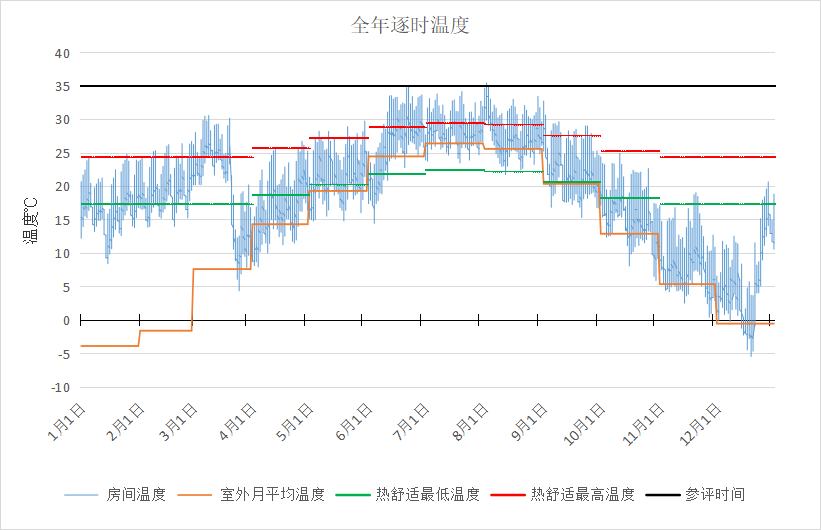 全年逐时温度
40
35
30
25
20
15
10
5
0
-5
-10
温度℃
1月1日
2月1日
3月1日
4月1日
5月1日
6月1日
7月1日
8月1日
9月1日
10月1日
11月1日
12月1日
房间温度 室外月平均温度 热舒适最低温度 热舒适最高温度 参评时间